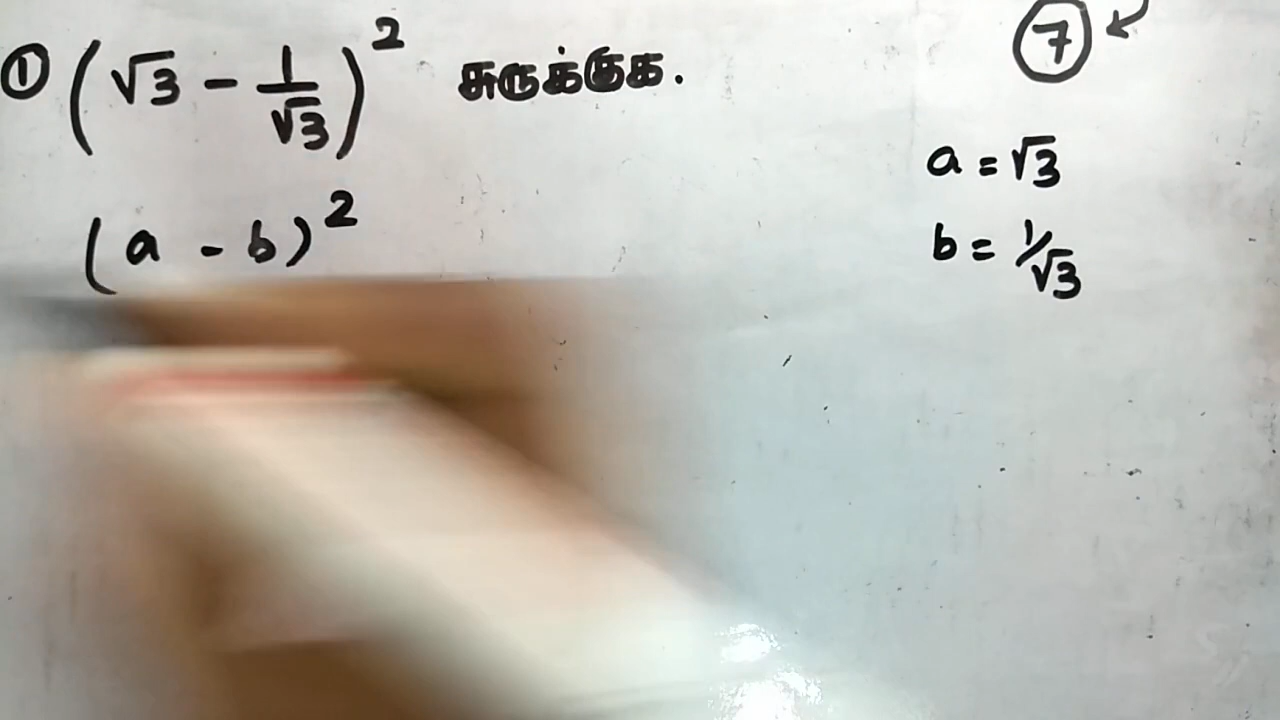 ① (√3 - 1/√3)² சுருக்குக.
(a - b)²
⑦ ↙
a = √3
b = 1/√3